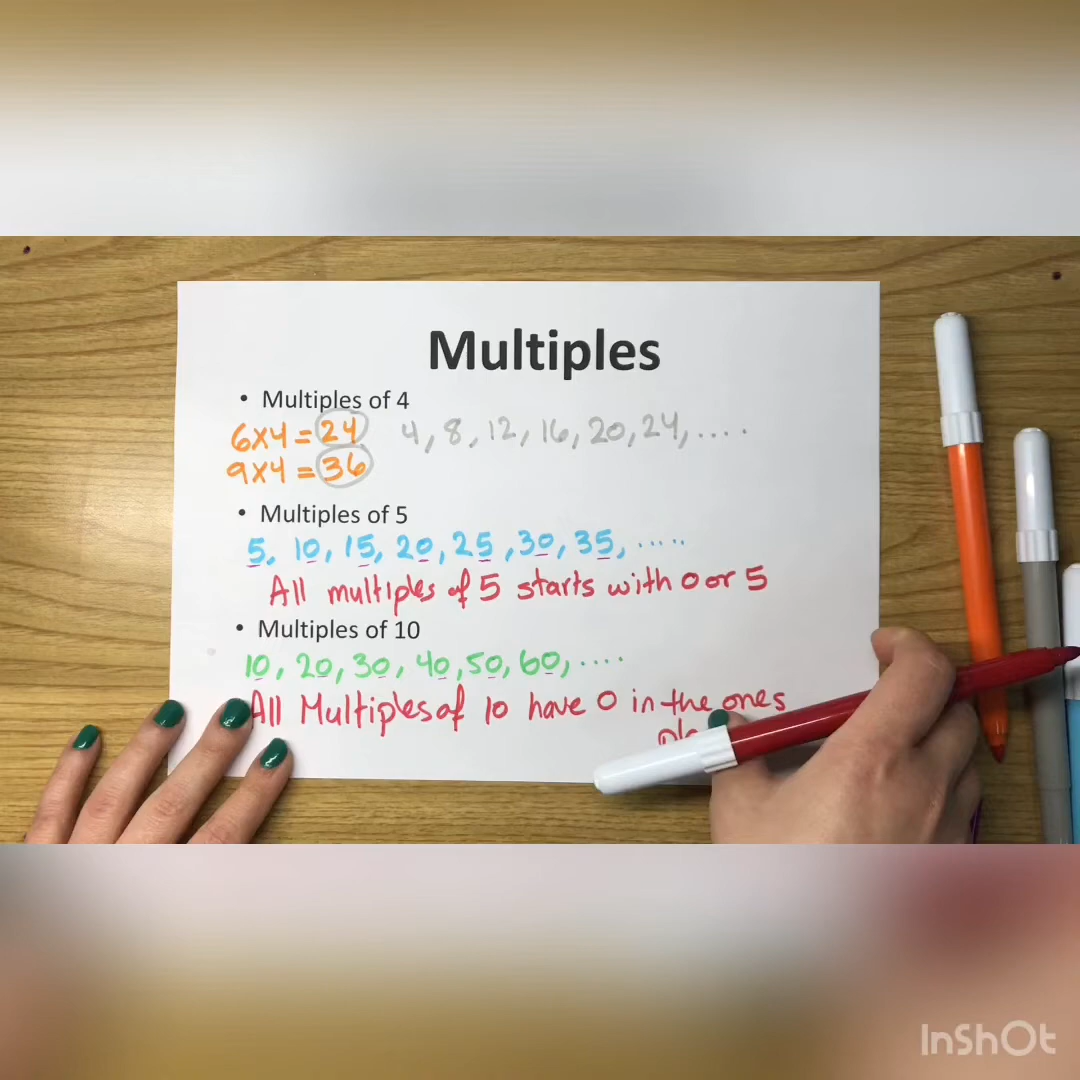 Multiples
• Multiples of 4
6x4 = 24 4, 8, 12, 16, 20, 24, ....
9x4 = 36
• Multiples of 5
5, 10, 15, 20, 25, 30, 35, .....
All multiples of 5 starts with 0 or 5
• Multiples of 10
10, 20, 30, 40, 50, 60, ....
All Multiples of 10 have 0 in the ones
InShOt